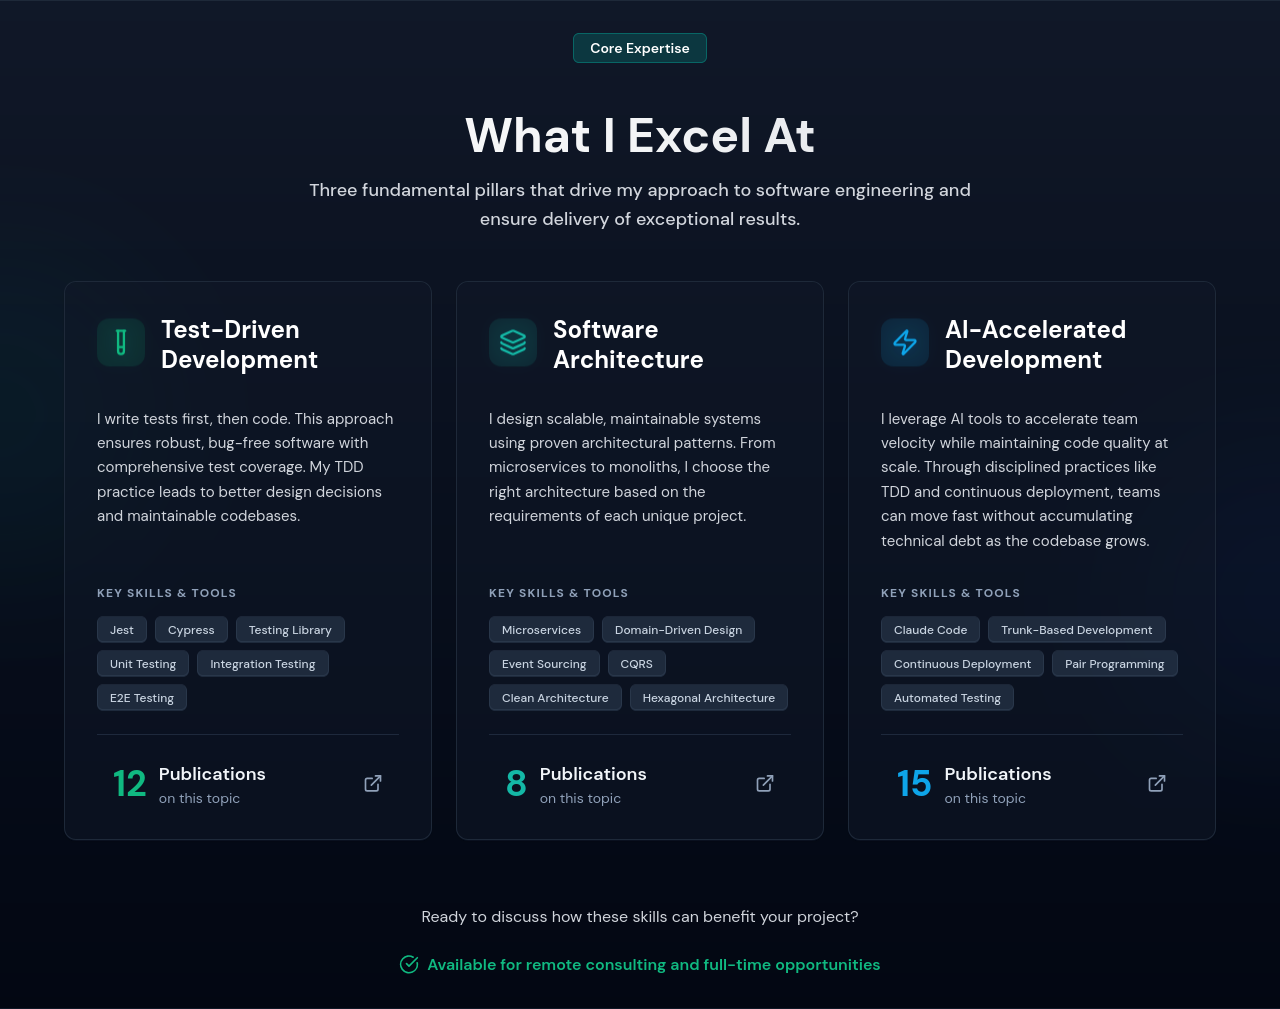 Core Expertise
What I Excel At
Three fundamental pillars that drive my approach to software engineering and
ensure delivery of exceptional results.
Test-Driven
Development
I write tests first, then code. This approach
ensures robust, bug-free software with
comprehensive test coverage. My TDD
practice leads to better design decisions
and maintainable codebases.
KEY SKILLS & TOOLS
Jest
Cypress
Testing Library
Unit Testing
Integration Testing
E2E Testing
12
Publications
on this topic
Software
Architecture
I design scalable, maintainable systems
using proven architectural patterns. From
microservices to monoliths, I choose the
right architecture based on the
requirements of each unique project.
KEY SKILLS & TOOLS
Microservices
Domain-Driven Design
Event Sourcing
CQRS
Clean Architecture
Hexagonal Architecture
8
Publications
on this topic
AI-Accelerated
Development
I leverage AI tools to accelerate team
velocity while maintaining code quality at
scale. Through disciplined practices like
TDD and continuous deployment, teams
can move fast without accumulating
technical debt as the codebase grows.
KEY SKILLS & TOOLS
Claude Code
Trunk-Based Development
Continuous Deployment
Pair Programming
Automated Testing
15
Publications
on this topic
Ready to discuss how these skills can benefit your project?
Available for remote consulting and full-time opportunities